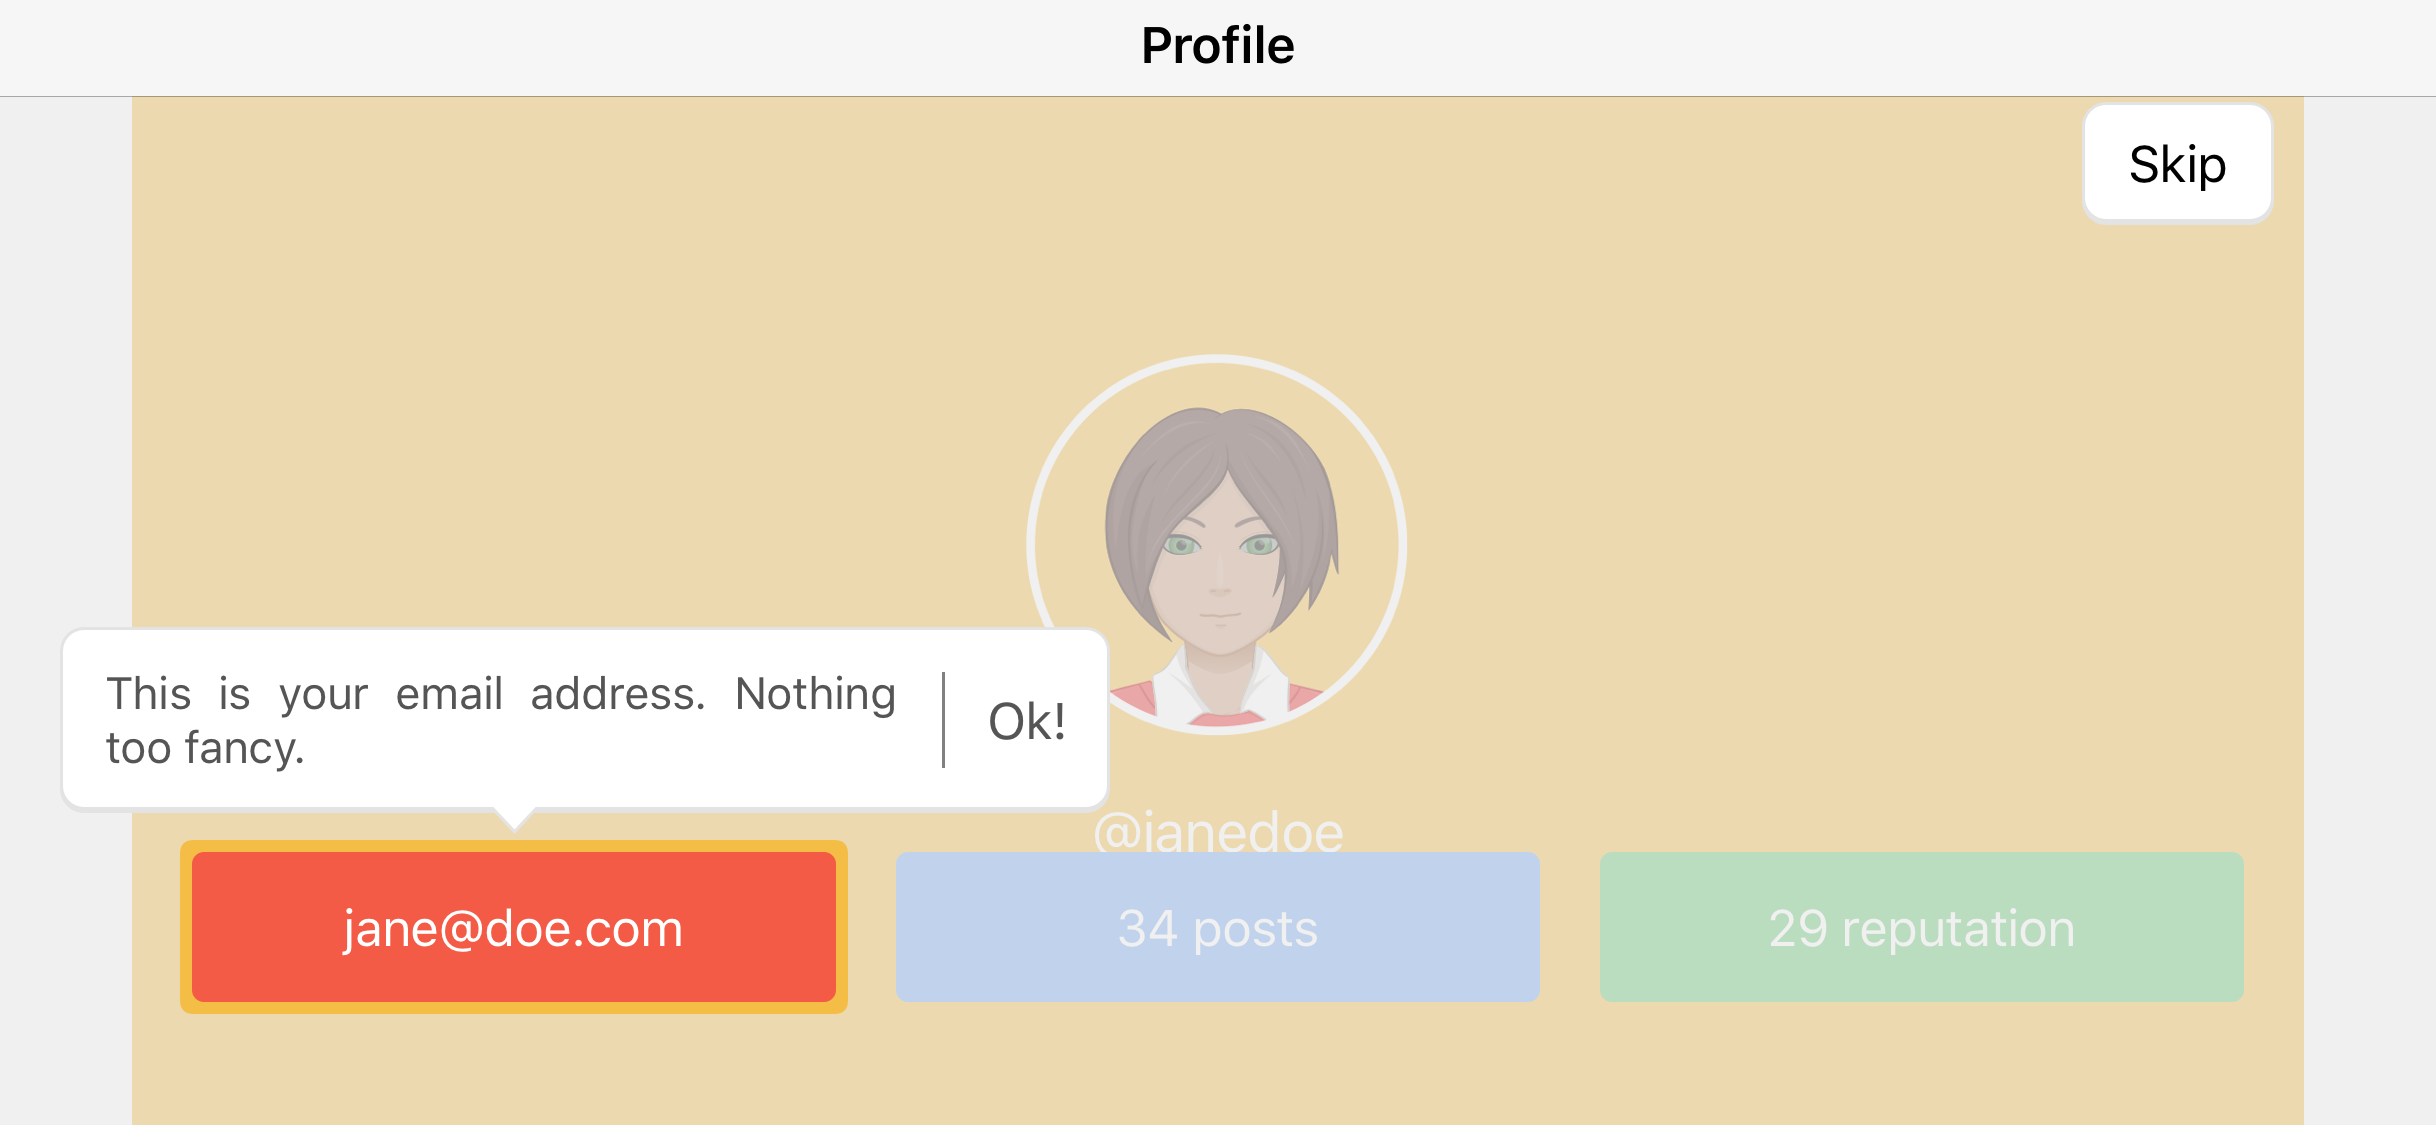 Profile
Skip
This is your email address. Nothing
too fancy.
Ok!
@janedoe
jane@doe.com
34 posts
29 reputation